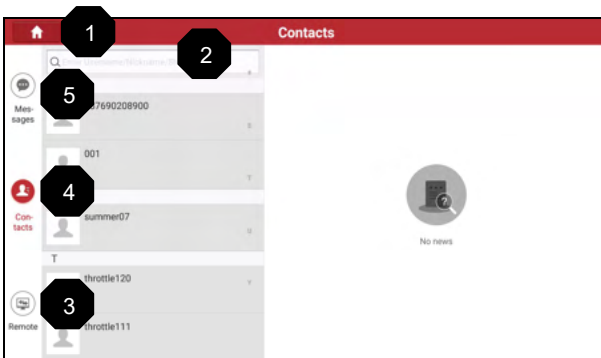 1
Contacts
2
5
Mes-
sages
87690208900
001
4
Con-
tacts
summer07
T
throttle120
3
throttle111
Remote
No news